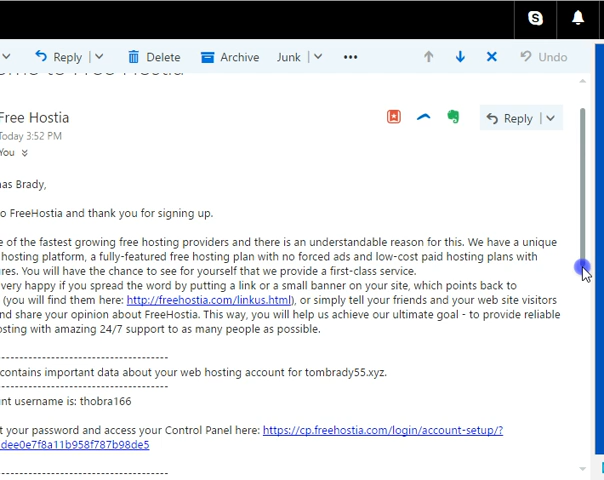 Reply Delete Archive Junk ... Undo
to Free Hostia
Free Hostia
Reply
Today 3:52 PM
You
as Brady,
o FreeHostia and thank you for signing up.
e of the fastest growing free hosting providers and there is an understandable reason for this. We have a unique
hosting platform, a fully-featured free hosting plan with no forced ads and low-cost paid hosting plans with
res. You will have the chance to see for yourself that we provide a first-class service.
very happy if you spread the word by putting a link or a small banner on your site, which points back to
(you will find them here: http://freehostia.com/linkus.html), or simply tell your friends and your web site visitors
nd share your opinion about FreeHostia. This way, you will help us achieve our ultimate goal - to provide reliable
osting with amazing 24/7 support to as many people as possible.
--------------------------------------
contains important data about your web hosting account for tombrady55.xyz.
--------------------------------------
nt username is: thobra166
t your password and access your Control Panel here: https://cp.freehostia.com/login/account-setup/?
dee0e7f8a11b958f787b98de5
--------------------------------------